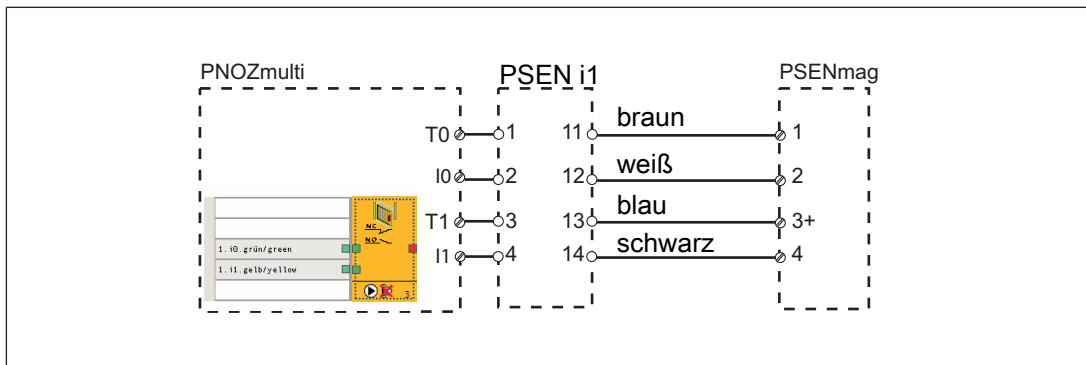 PNOZmulti
PSEN i1
PSENmag
T0 1 11 braun 1
I0 2 12 weiß 2
T1 3 13 blau 3+
I1 4 14 schwarz 4
NC
NO
1.i0.grün/green
1.i1.gelb/yellow
3